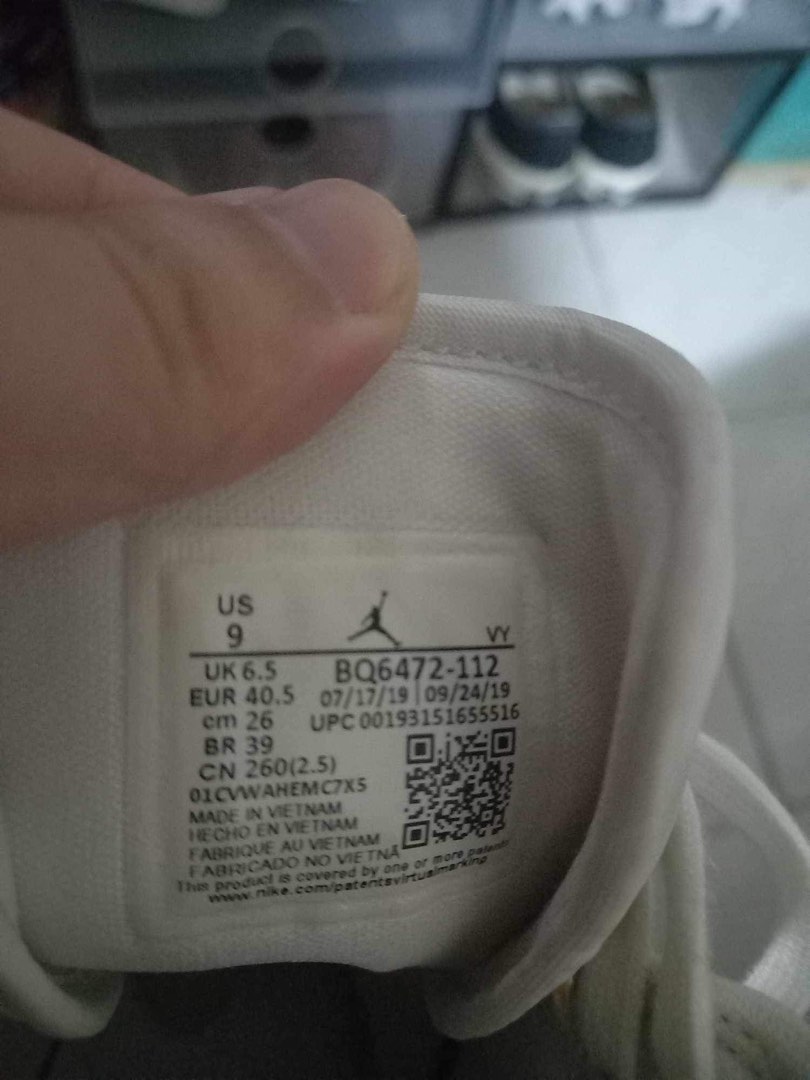 US
9
VY
UK 6.5
BQ6472-112
EUR 40.5
07/17/19 | 09/24/19
cm 26
UPC 00193151655516
BR 39
CN 260(2.5)
01CVWAHEMC7X5
MADE IN VIETNAM
HECHO EN VIETNAM
FABRIQUE AU VIETNAM
FABRICADO NO VIETNÃ
This product is covered by one or more patents
www.nike.com/patentsvirtualmarking